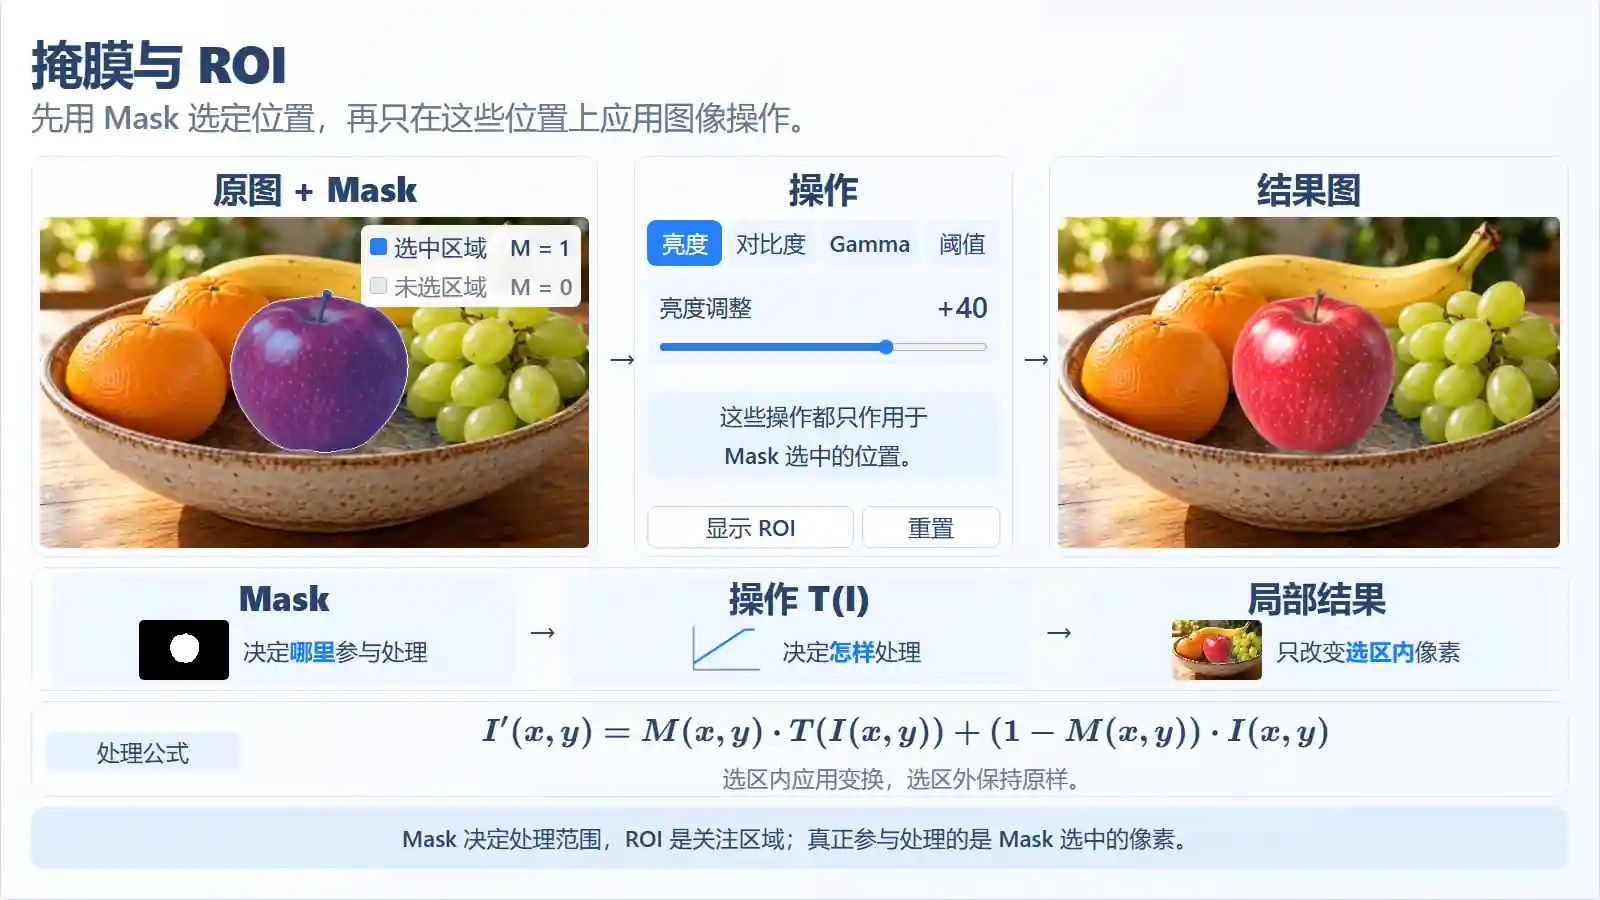 掩膜与 ROI
先用 Mask 选定位置，再只在这些位置上应用图像操作。
原图 + Mask
选中区域 M = 1
未选区域 M = 0
操作
亮度 对比度 Gamma 阈值
亮度调整 +40
这些操作都只作用于
Mask 选中的位置。
显示 ROI 重置
结果图
→
→
Mask
决定哪里参与处理
→
操作 T(I)
决定怎样处理
→
局部结果
只改变选区内像素
处理公式
I′(x, y) = M(x, y) · T(I(x, y)) + (1 − M(x, y)) · I(x, y)
选区内应用变换，选区外保持原样。
Mask 决定处理范围，ROI 是关注区域；真正参与处理的是 Mask 选中的像素。